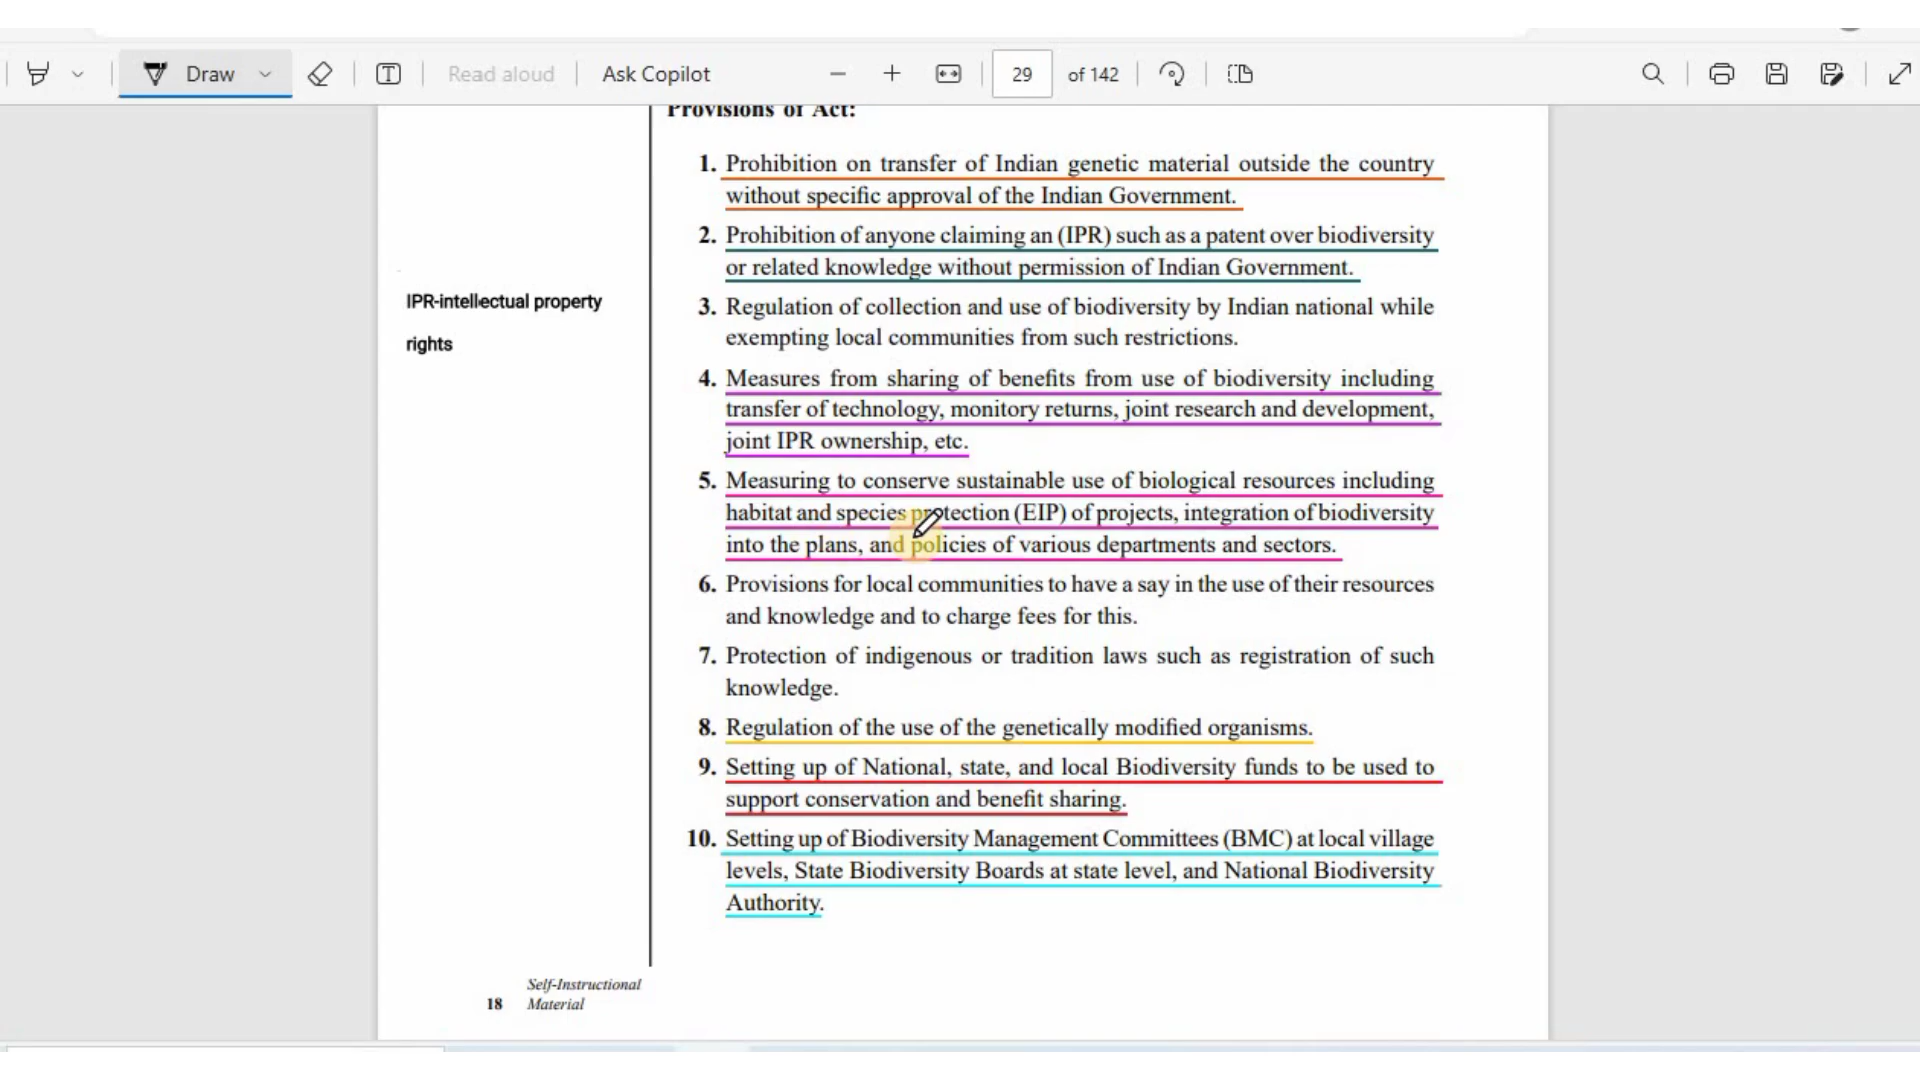 Draw
Read aloud
Ask Copilot
29
of 142
Provisions of Act:
1. Prohibition on transfer of Indian genetic material outside the country
without specific approval of the Indian Government.
2. Prohibition of anyone claiming an (IPR) such as a patent over biodiversity
or related knowledge without permission of Indian Government.
IPR-intellectual property
rights
3. Regulation of collection and use of biodiversity by Indian national while
exempting local communities from such restrictions.
4. Measures from sharing of benefits from use of biodiversity including
transfer of technology, monitory returns, joint research and development,
joint IPR ownership, etc.
5. Measuring to conserve sustainable use of biological resources including
habitat and species protection (EIP) of projects, integration of biodiversity
into the plans, and policies of various departments and sectors.
6. Provisions for local communities to have a say in the use of their resources
and knowledge and to charge fees for this.
7. Protection of indigenous or tradition laws such as registration of such
knowledge.
8. Regulation of the use of the genetically modified organisms.
9. Setting up of National, state, and local Biodiversity funds to be used to
support conservation and benefit sharing.
10. Setting up of Biodiversity Management Committees (BMC) at local village
levels, State Biodiversity Boards at state level, and National Biodiversity
Authority.
Self-Instructional
18 Material